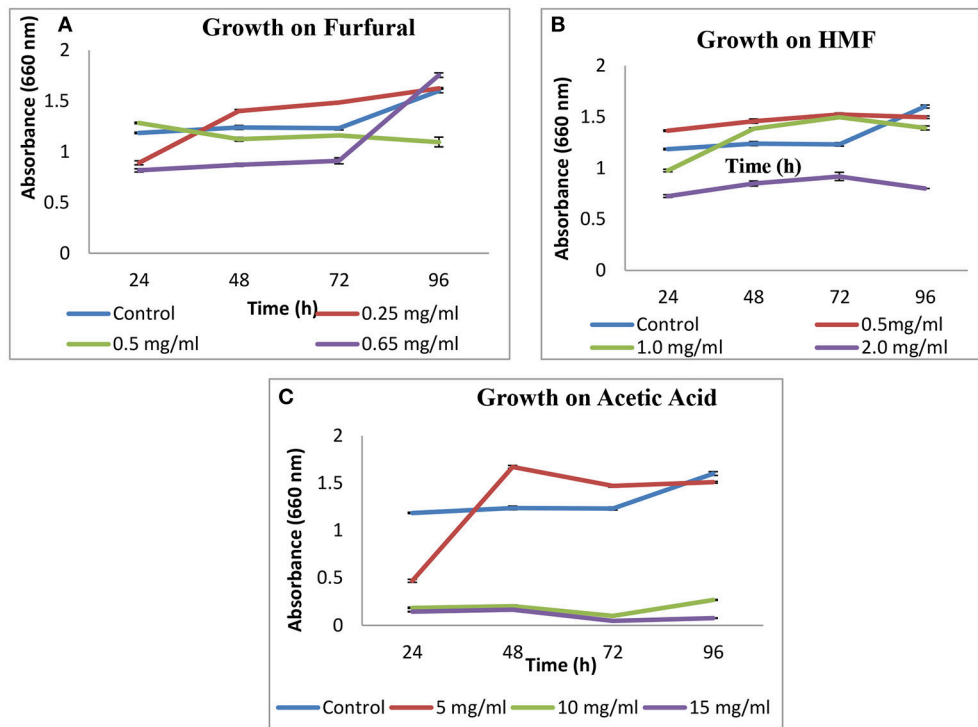 A
Growth on Furfural
Absorbance (660 nm)
2
1.5
1
0.5
0
24 48 72 96
Time (h)
Control 0.25 mg/ml
0.5 mg/ml 0.65 mg/ml
B
Growth on HMF
Absorbance (660 nm)
2
1.5
1
0.5
0
Time (h)
24 48 72 96
Control 0.5mg/ml
1.0 mg/ml 2.0 mg/ml
C
Growth on Acetic Acid
Absorbance (660 nm)
2
1.5
1
0.5
0
24 48 72 96
Time (h)
Control 5 mg/ml 10 mg/ml 15 mg/ml